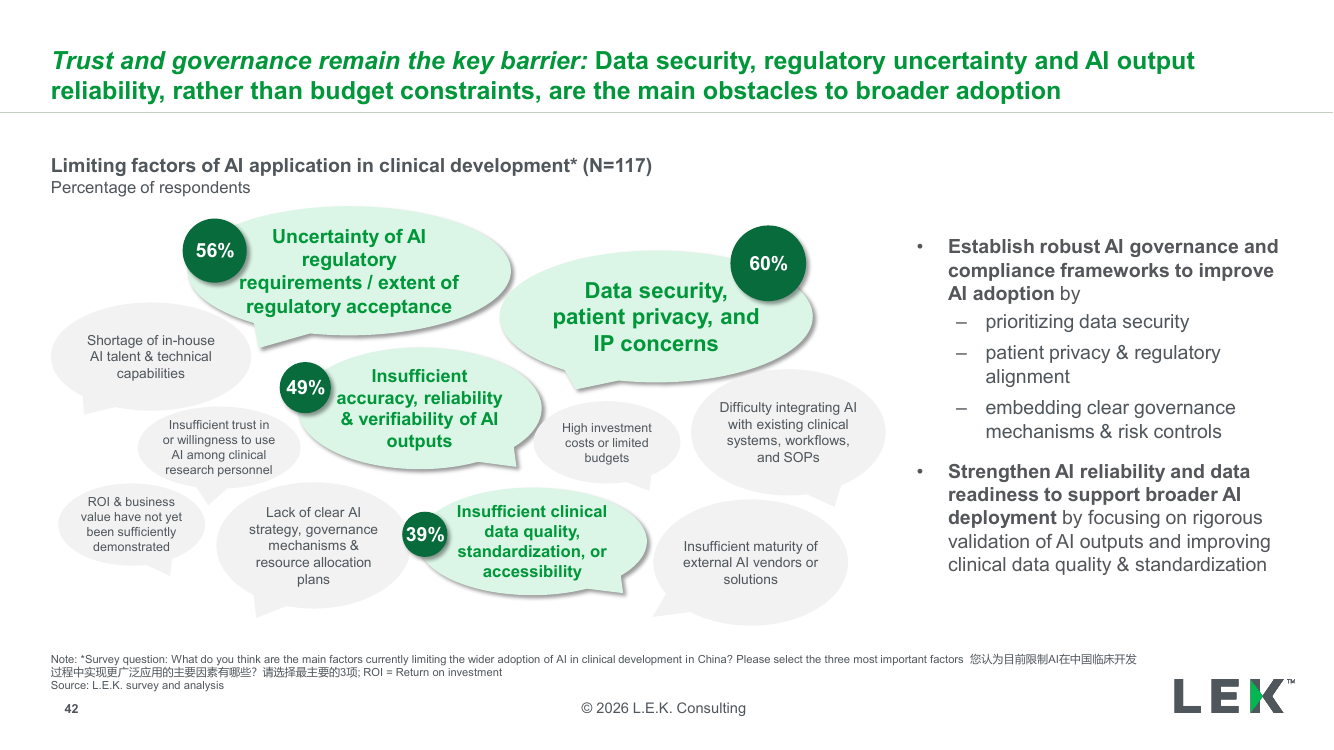 Trust and governance remain the key barrier: Data security, regulatory uncertainty and AI output
reliability, rather than budget constraints, are the main obstacles to broader adoption
Limiting factors of AI application in clinical development* (N=117)
Percentage of respondents
56%
Uncertainty of AI
regulatory
requirements / extent of
regulatory acceptance
60%
Data security,
patient privacy, and
IP concerns
Shortage of in-house
AI talent & technical
capabilities
49%
Insufficient
accuracy, reliability
& verifiability of AI
outputs
Insufficient trust in
or willingness to use
AI among clinical
research personnel
High investment
costs or limited
budgets
Difficulty integrating AI
with existing clinical
systems, workflows,
and SOPs
ROI & business
value have not yet
been sufficiently
demonstrated
Lack of clear AI
strategy, governance
mechanisms &
resource allocation
plans
39%
Insufficient clinical
data quality,
standardization, or
accessibility
Insufficient maturity of
external AI vendors or
solutions
• Establish robust AI governance and
compliance frameworks to improve
AI adoption by
– prioritizing data security
– patient privacy & regulatory
alignment
– embedding clear governance
mechanisms & risk controls
• Strengthen AI reliability and data
readiness to support broader AI
deployment by focusing on rigorous
validation of AI outputs and improving
clinical data quality & standardization
Note: *Survey question: What do you think are the main factors currently limiting the wider adoption of AI in clinical development in China? Please select the three most important factors 您认为目前限制AI在中国临床开发
过程中实现更广泛应用的主要因素有哪些？请选择最主要的3项; ROI = Return on investment
Source: L.E.K. survey and analysis
42
© 2026 L.E.K. Consulting
LEK™